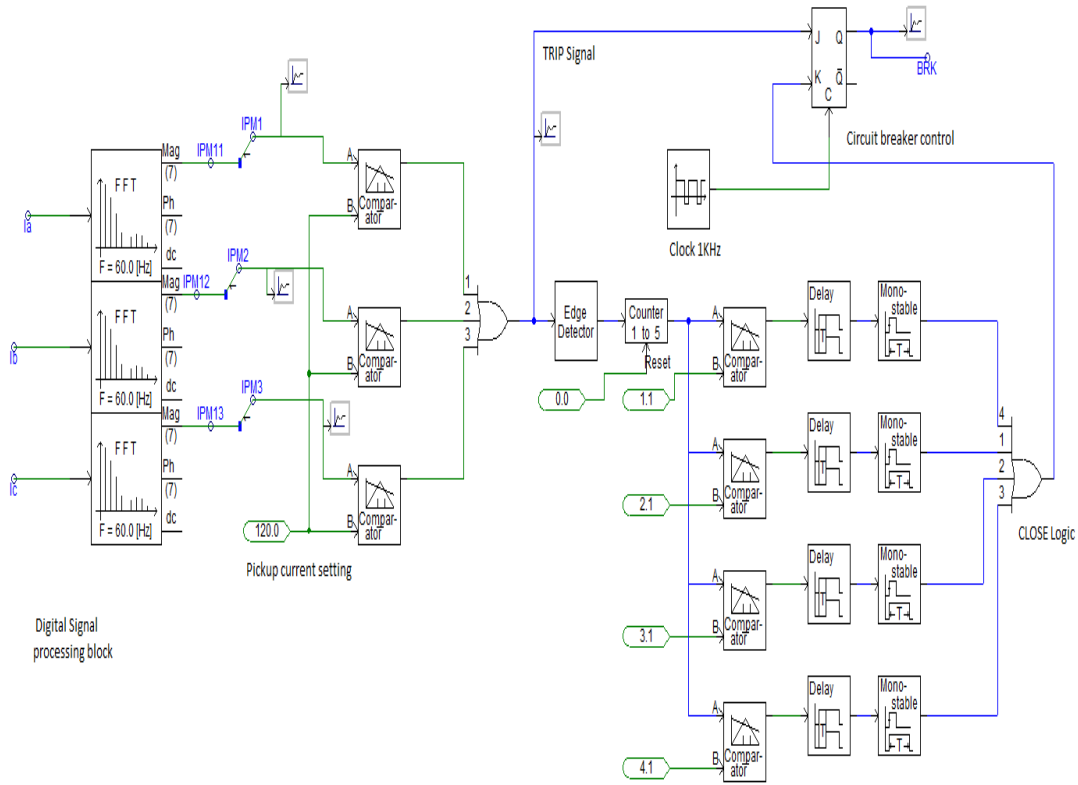 Ia
FFT
F = 60.0 [Hz]
Mag
(7)
Ph
(7)
dc
IPM11
IPM1
Ib
FFT
F = 60.0 [Hz]
Mag
(7)
Ph
(7)
dc
IPM12
IPM2
Ic
FFT
F = 60.0 [Hz]
Mag
(7)
Ph
(7)
dc
IPM13
IPM3
A
B
Compar-
ator
A
B
Compar-
ator
A
B
Compar-
ator
120.0
Pickup current setting
Digital Signal
processing block
1
2
3
TRIP Signal
J
Q
K
Q
C
BRK
Circuit breaker control
Clock 1KHz
Edge
Detector
Counter
1 to 5
Reset
0.0
1.1
A
B
Compar-
ator
Delay
T
Mono-
stable
T
2.1
A
B
Compar-
ator
Delay
T
Mono-
stable
T
3.1
A
B
Compar-
ator
Delay
T
Mono-
stable
T
4.1
A
B
Compar-
ator
Delay
T
Mono-
stable
T
4
1
2
3
CLOSE Logic